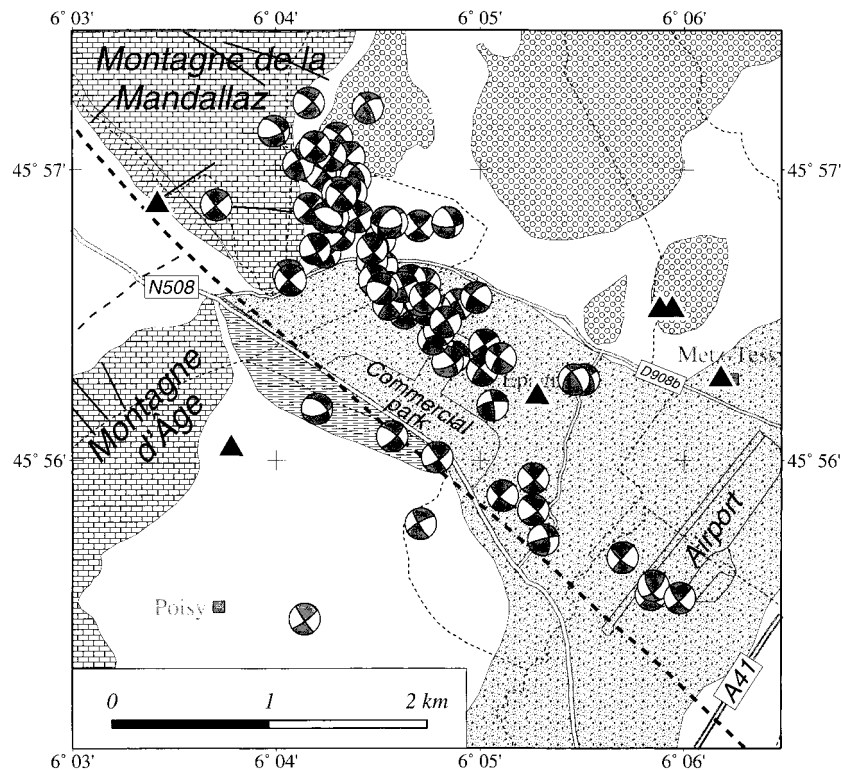 6° 03' 6° 04' 6° 05' 6° 06'
Montagne de la
Mandallaz
45° 57' 45° 57'
N508
Metz-Tess
D908b
Montagne
d'Âge
Commercial
park
45° 56' 45° 56'
Airport
Poisy
A41
0 1 2 km
6° 03' 6° 04' 6° 05' 6° 06'